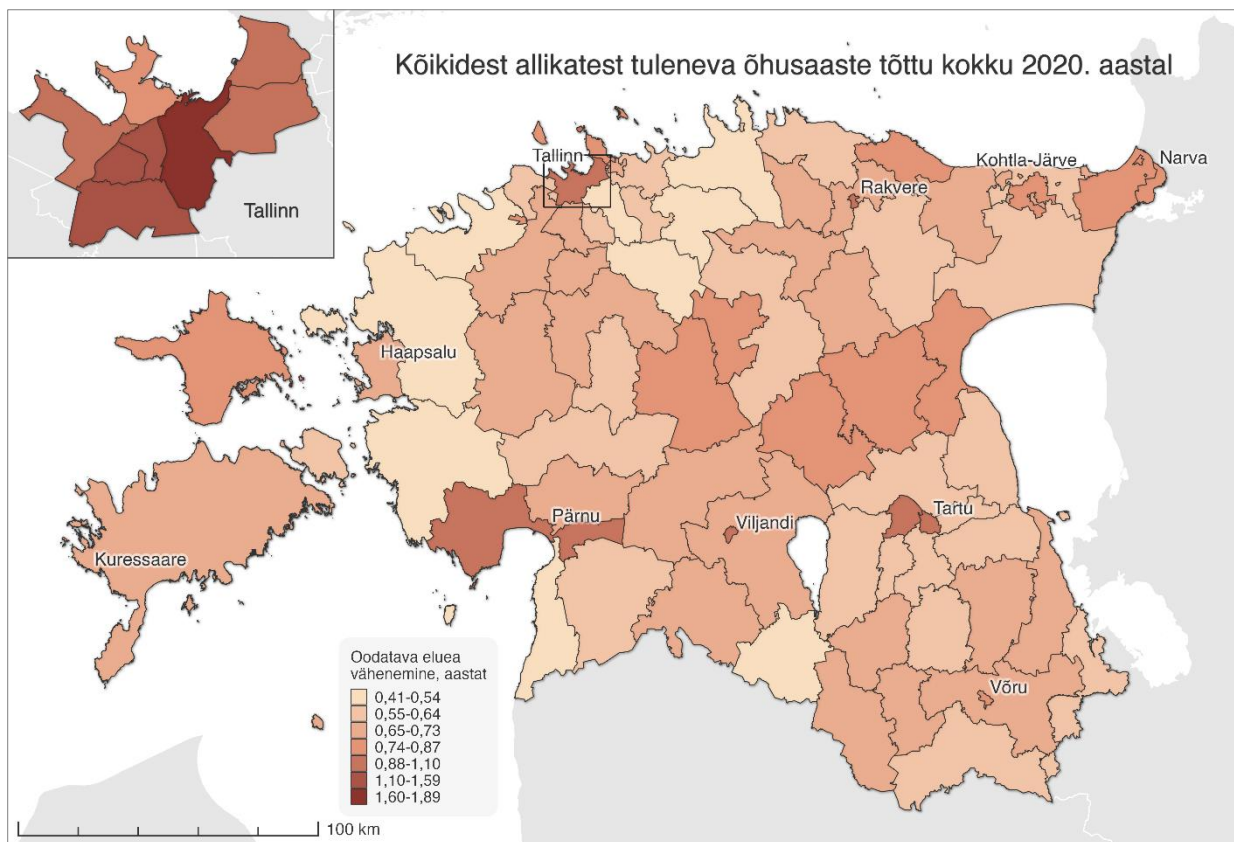 Kõikidest allikatest tuleneva õhusaaste tõttu kokku 2020. aastal
Tallinn
Tallinn
Kohtla-Järve
Narva
Rakvere
Haapsalu
Pärnu
Viljandi
Tartu
Kuressaare
Võru
Oodatava eluea
vähenemine, aastat
0,41-0,54
0,55-0,64
0,65-0,73
0,74-0,87
0,88-1,10
1,10-1,59
1,60-1,89
100 km